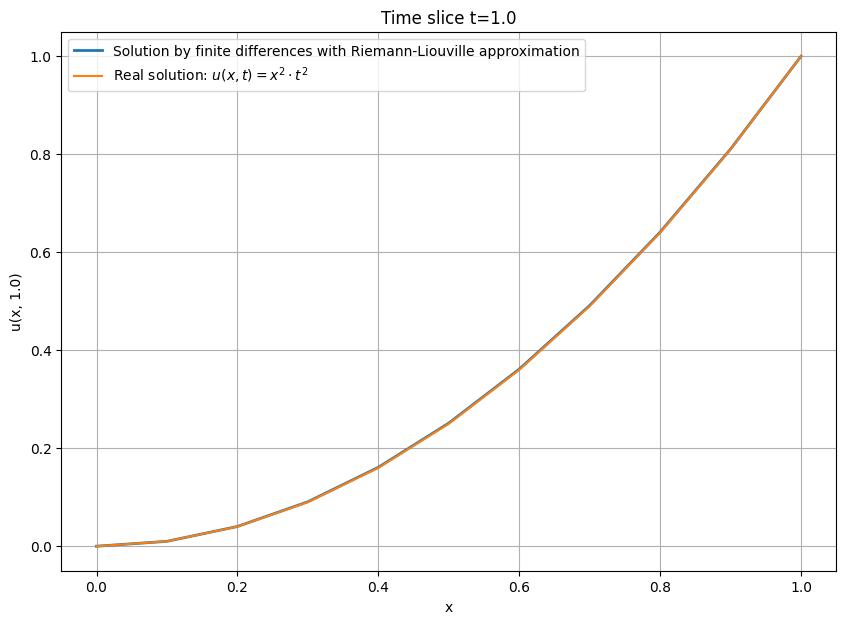 Time slice t=1.0
Solution by finite differences with Riemann-Liouville approximation
Real solution: u(x, t) = x² · t²
1.0
0.8
0.6
0.4
0.2
0.0
u(x, 1.0)
0.0 0.2 0.4 0.6 0.8 1.0
x